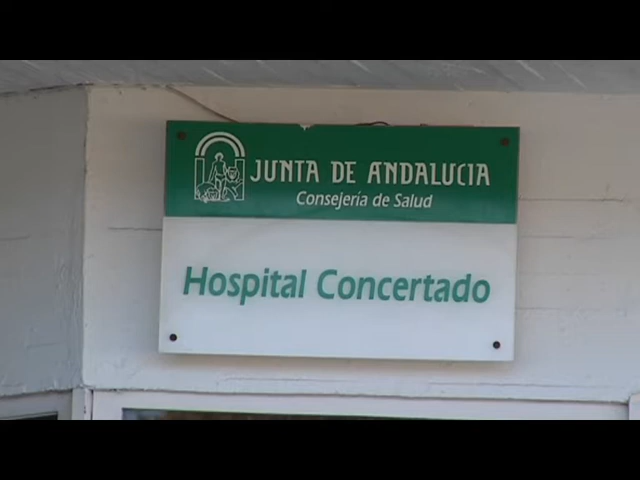 JUNTA DE ANDALUCIA
Consejería de Salud
Hospital Concertado